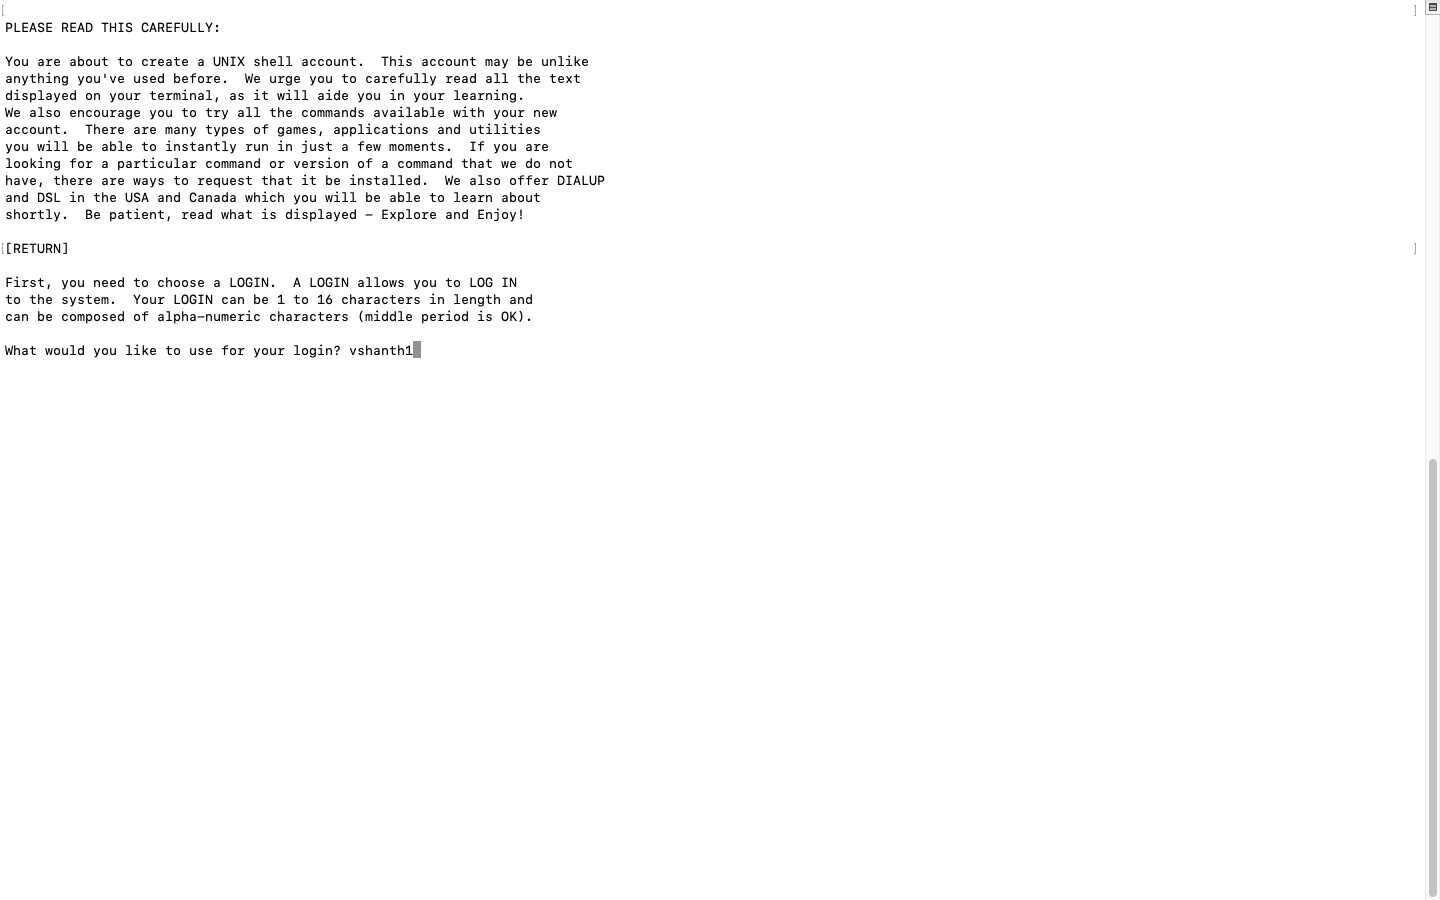 [ ]
PLEASE READ THIS CAREFULLY:
You are about to create a UNIX shell account.  This account may be unlike
anything you've used before.  We urge you to carefully read all the text
displayed on your terminal, as it will aide you in your learning.
We also encourage you to try all the commands available with your new
account.  There are many types of games, applications and utilities
you will be able to instantly run in just a few moments.  If you are
looking for a particular command or version of a command that we do not
have, there are ways to request that it be installed.  We also offer DIALUP
and DSL in the USA and Canada which you will be able to learn about
shortly.  Be patient, read what is displayed - Explore and Enjoy!
[[RETURN] ]
First, you need to choose a LOGIN.  A LOGIN allows you to LOG IN
to the system.  Your LOGIN can be 1 to 16 characters in length and
can be composed of alpha-numeric characters (middle period is OK).
What would you like to use for your login? vshanth1